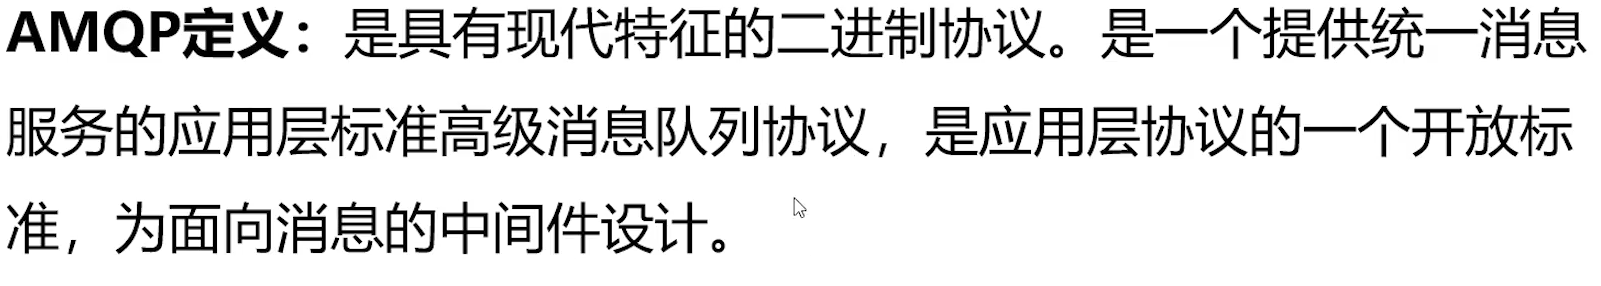 AMQP定义：是具有现代特征的二进制协议。是一个提供统一消息
服务的应用层标准高级消息队列协议，是应用层协议的一个开放标
准，为面向消息的中间件设计。